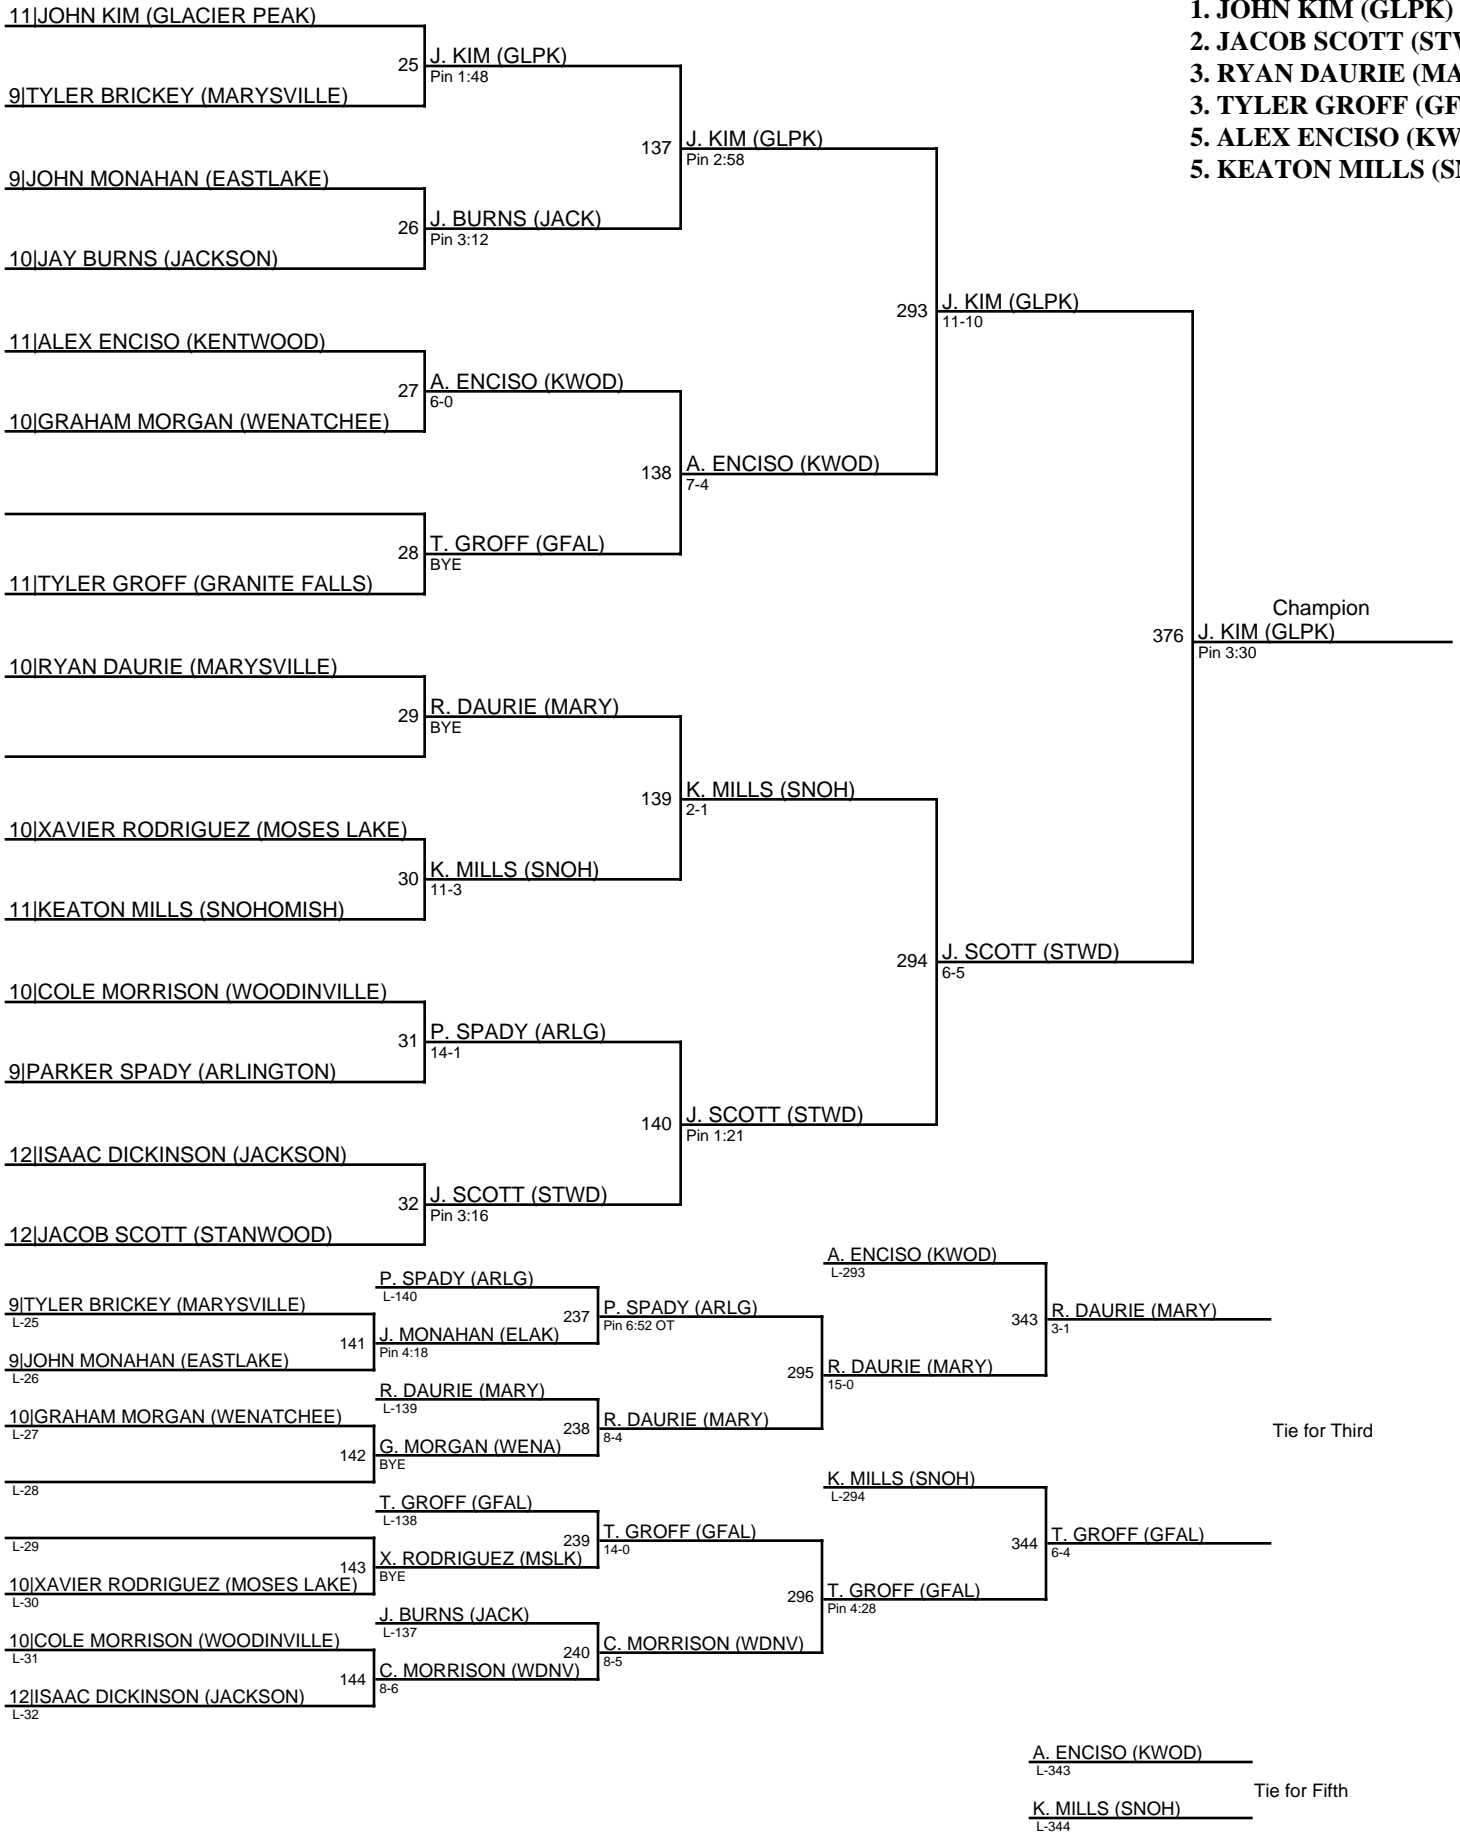 1. JOHN KIM (GLPK)
2. JACOB SCOTT (STW
3. RYAN DAURIE (MA
3. TYLER GROFF (GF
5. ALEX ENCISO (KW
5. KEATON MILLS (SN
11|JOHN KIM (GLACIER PEAK)
25 J. KIM (GLPK)
Pin 1:48
9|TYLER BRICKEY (MARYSVILLE)
137 J. KIM (GLPK)
Pin 2:58
9|JOHN MONAHAN (EASTLAKE)
26 J. BURNS (JACK)
Pin 3:12
10|JAY BURNS (JACKSON)
293 J. KIM (GLPK)
11-10
11|ALEX ENCISO (KENTWOOD)
27 A. ENCISO (KWOD)
6-0
10|GRAHAM MORGAN (WENATCHEE)
138 A. ENCISO (KWOD)
7-4
28 T. GROFF (GFAL)
BYE
11|TYLER GROFF (GRANITE FALLS)
Champion
376 J. KIM (GLPK)
Pin 3:30
10|RYAN DAURIE (MARYSVILLE)
29 R. DAURIE (MARY)
BYE
139 K. MILLS (SNOH)
2-1
10|XAVIER RODRIGUEZ (MOSES LAKE)
30 K. MILLS (SNOH)
11-3
11|KEATON MILLS (SNOHOMISH)
294 J. SCOTT (STWD)
6-5
10|COLE MORRISON (WOODINVILLE)
31 P. SPADY (ARLG)
14-1
9|PARKER SPADY (ARLINGTON)
140 J. SCOTT (STWD)
Pin 1:21
12|ISAAC DICKINSON (JACKSON)
32 J. SCOTT (STWD)
Pin 3:16
12|JACOB SCOTT (STANWOOD)
A. ENCISO (KWOD)
L-293
P. SPADY (ARLG)
L-140
9|TYLER BRICKEY (MARYSVILLE)
L-25
237 P. SPADY (ARLG)
Pin 6:52 OT
343 R. DAURIE (MARY)
3-1
141 J. MONAHAN (ELAK)
Pin 4:18
9|JOHN MONAHAN (EASTLAKE)
L-26
295 R. DAURIE (MARY)
15-0
R. DAURIE (MARY)
L-139
10|GRAHAM MORGAN (WENATCHEE)
L-27
238 R. DAURIE (MARY)
8-4
Tie for Third
142 G. MORGAN (WENA)
BYE
L-28
K. MILLS (SNOH)
L-294
T. GROFF (GFAL)
L-138
L-29
239 T. GROFF (GFAL)
14-0
344 T. GROFF (GFAL)
6-4
143 X. RODRIGUEZ (MSLK)
BYE
10|XAVIER RODRIGUEZ (MOSES LAKE)
L-30
296 T. GROFF (GFAL)
Pin 4:28
J. BURNS (JACK)
L-137
10|COLE MORRISON (WOODINVILLE)
L-31
240 C. MORRISON (WDNV)
8-5
144 C. MORRISON (WDNV)
8-6
12|ISAAC DICKINSON (JACKSON)
L-32
A. ENCISO (KWOD)
L-343
Tie for Fifth
K. MILLS (SNOH)
L-344